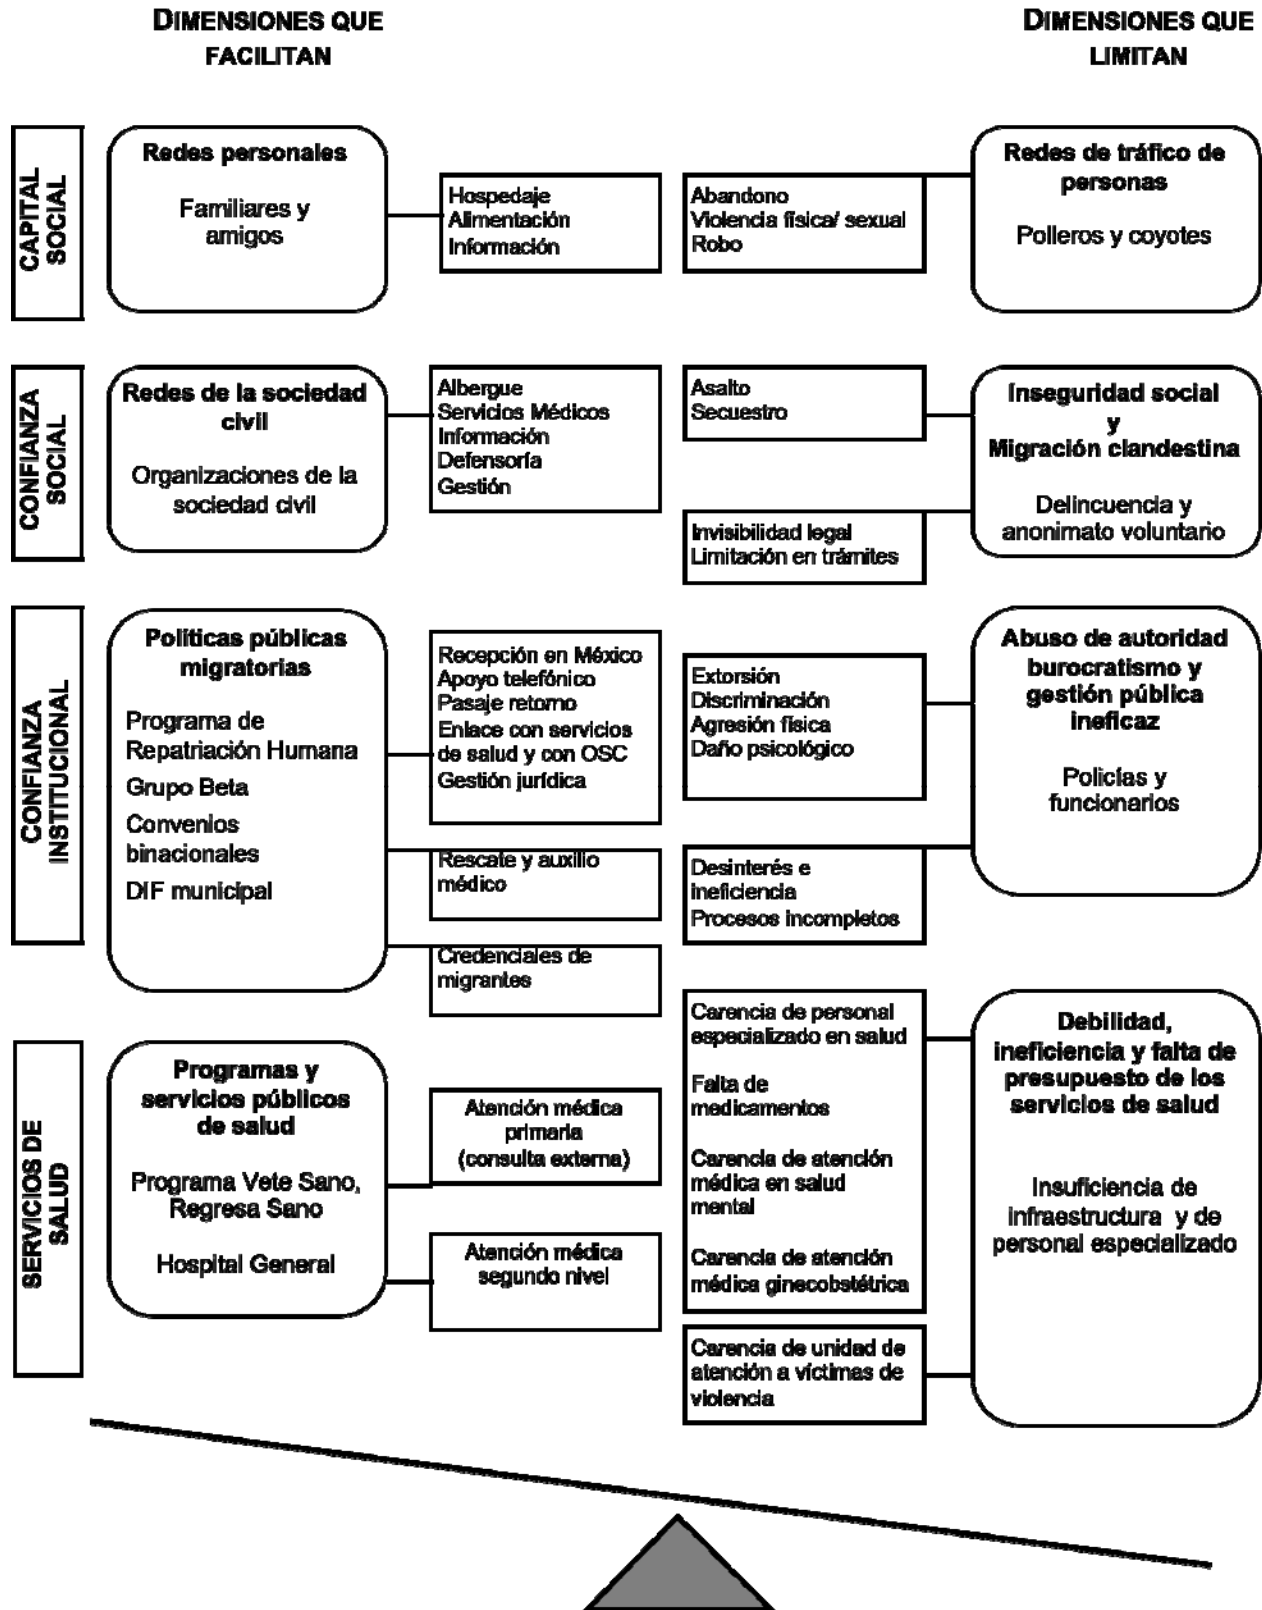 DIMENSIONES QUE
FACILITAN
DIMENSIONES QUE
LIMITAN
CAPITAL
SOCIAL
Redes personales
Familiares y
amigos
Hospedaje
Alimentación
Información
Abandono
Violencia física/ sexual
Robo
Redes de tráfico de
personas
Polleros y coyotes
CONFIANZA
SOCIAL
Redes de la sociedad
civil
Organizaciones de la
sociedad civil
Albergue
Servicios Médicos
Información
Defensoría
Gestión
Asalto
Secuestro
Invisibilidad legal
Limitación en trámites
Inseguridad social
y
Migración clandestina
Delincuencia y
anonimato voluntario
CONFIANZA
INSTITUCIONAL
Políticas públicas
migratorias
Programa de
Repatriación Humana
Grupo Beta
Convenios
binacionales
DIF municipal
Recepción en México
Apoyo telefónico
Pasaje retorno
Enlace con servicios
de salud y con OSC
Gestión jurídica
Rescate y auxilio
médico
Credenciales de
migrantes
Extorsión
Discriminación
Agresión física
Daño psicológico
Desinterés e
ineficiencia
Procesos incompletos
Abuso de autoridad
burocratismo y
gestión pública
ineficaz
Policías y
funcionarios
SERVICIOS DE
SALUD
Programas y
servicios públicos
de salud
Programa Vete Sano,
Regresa Sano
Hospital General
Atención médica
primaria
(consulta externa)
Atención médica
segundo nivel
Carencia de personal
especializado en salud
Falta de
medicamentos
Carencia de atención
médica en salud
mental
Carencia de atención
médica ginecobstétrica
Carencia de unidad de
atención a víctimas de
violencia
Debilidad,
ineficiencia y falta de
presupuesto de los
servicios de salud
Insuficiencia de
infraestructura y de
personal especializado